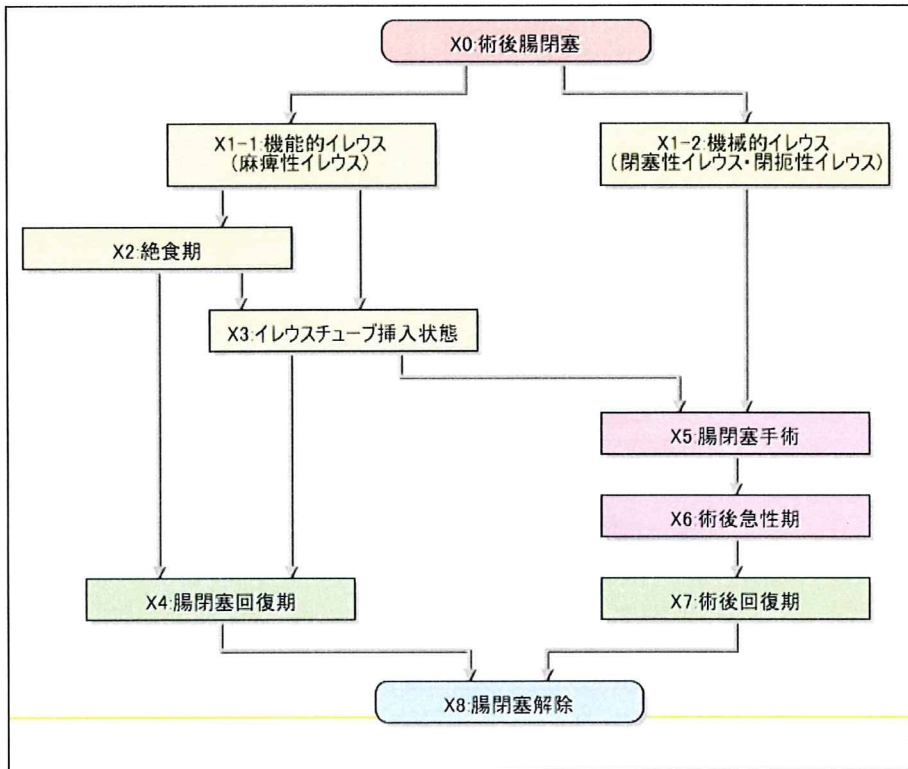 X0:術後腸閉塞
X1-1:機能的イレウス
(麻痺性イレウス)
X1-2:機械的イレウス
(閉塞性イレウス・閉扼性イレウス)
X2:絶食期
X3:イレウスチューブ挿入状態
X5:腸閉塞手術
X6:術後急性期
X4:腸閉塞回復期
X7:術後回復期
X8:腸閉塞解除